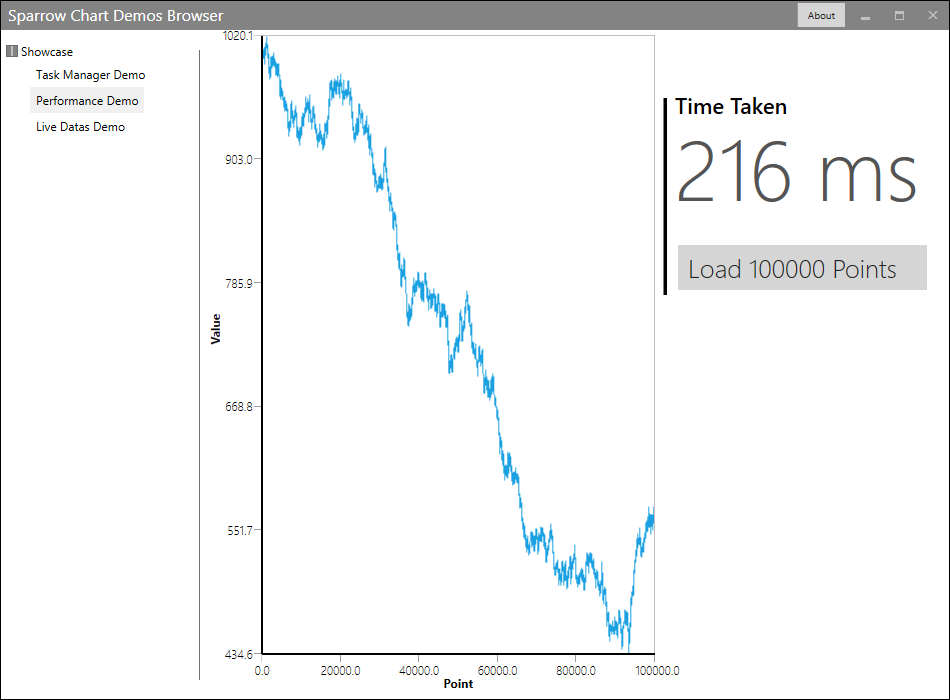 Sparrow Chart Demos Browser
About
Showcase
Task Manager Demo
Performance Demo
Live Datas Demo
1020.1
903.0
785.9
668.8
551.7
434.6
Value
0.0 20000.0 40000.0 60000.0 80000.0 100000.0
Point
Time Taken
216 ms
Load 100000 Points